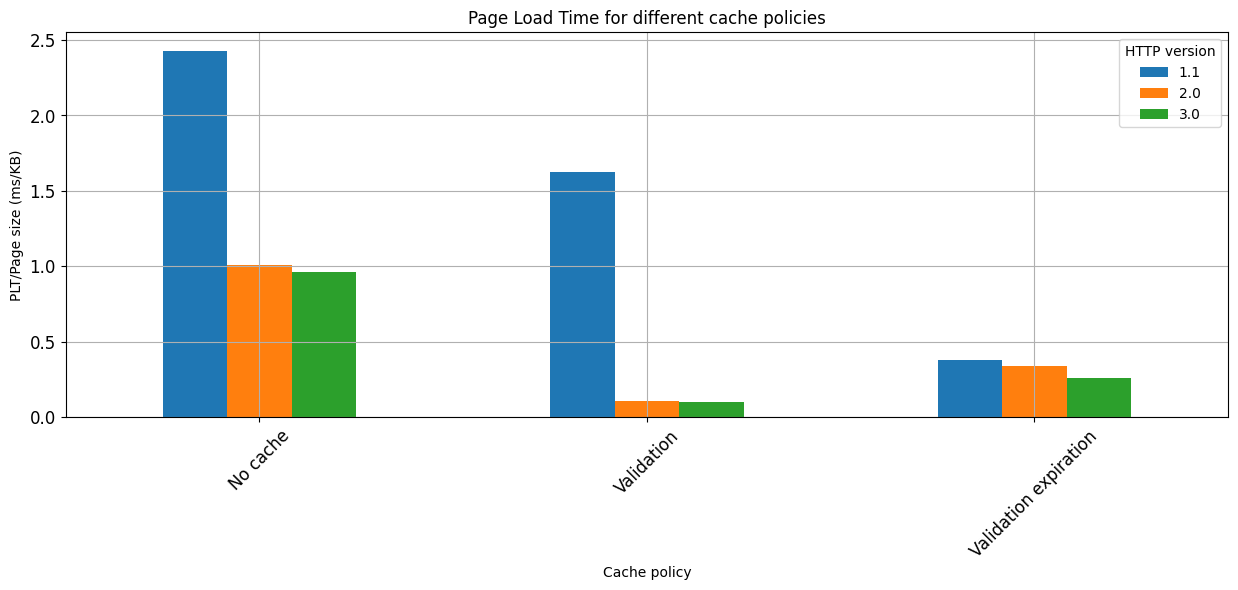 Page Load Time for different cache policies
HTTP version
1.1
2.0
3.0
PLT/Page size (ms/KB)
2.5
2.0
1.5
1.0
0.5
0.0
No cache
Validation
Validation expiration
Cache policy